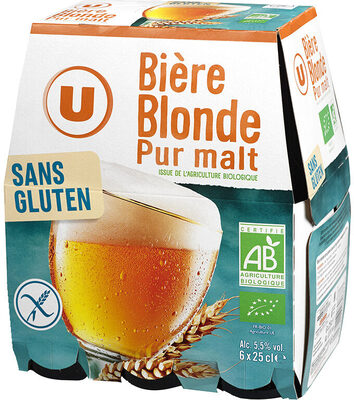 U
Bière
Blonde
Pur malt
ISSUE DE L'AGRICULTURE BIOLOGIQUE
SANS
GLUTEN
CERTIFIÉ
AB
AGRICULTURE
BIOLOGIQUE
Alc. 5,5% vol.
6 x 25 cl e